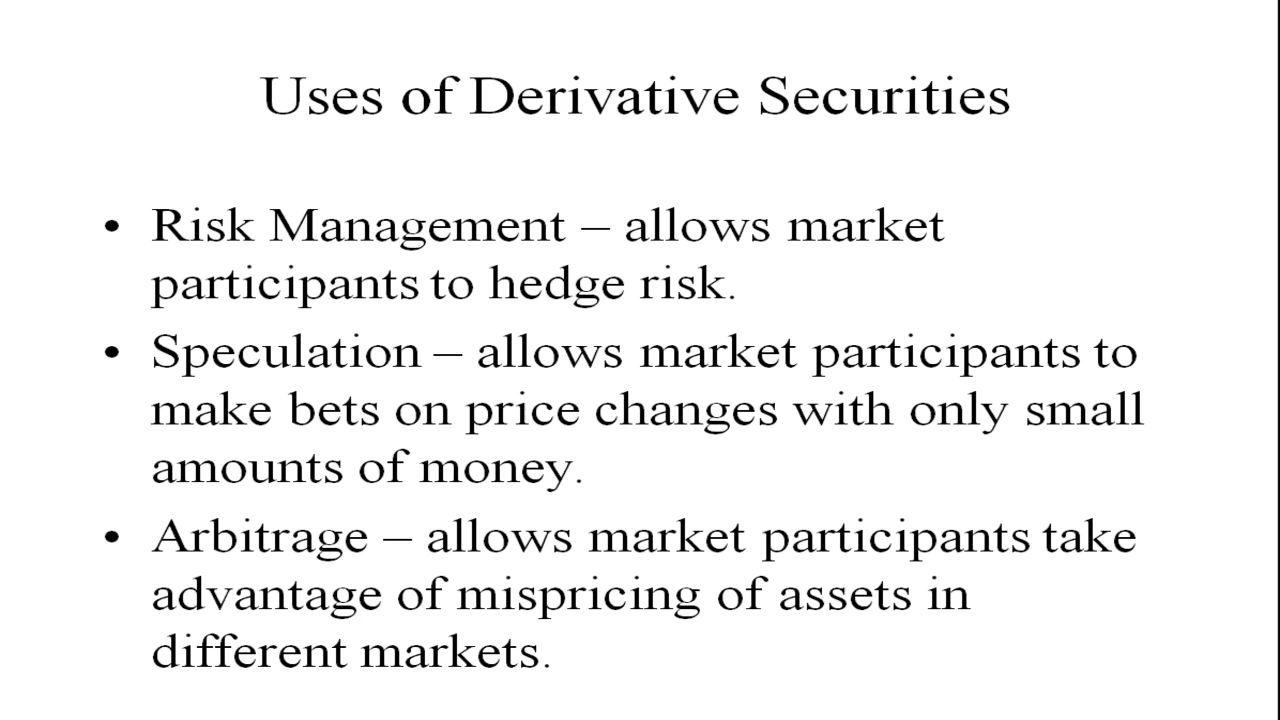 Uses of Derivative Securities
• Risk Management – allows market
participants to hedge risk.
• Speculation – allows market participants to
make bets on price changes with only small
amounts of money.
• Arbitrage – allows market participants take
advantage of mispricing of assets in
different markets.